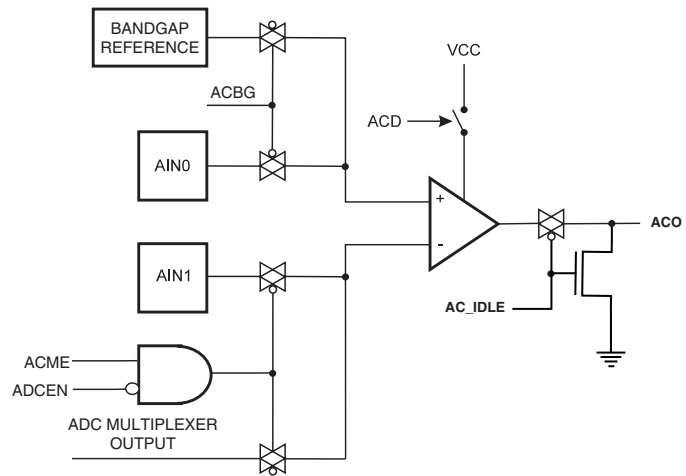 BANDGAP
REFERENCE
VCC
ACBG
ACD
AIN0
+
-
ACO
AIN1
AC_IDLE
ACME
ADCEN
ADC MULTIPLEXER
OUTPUT